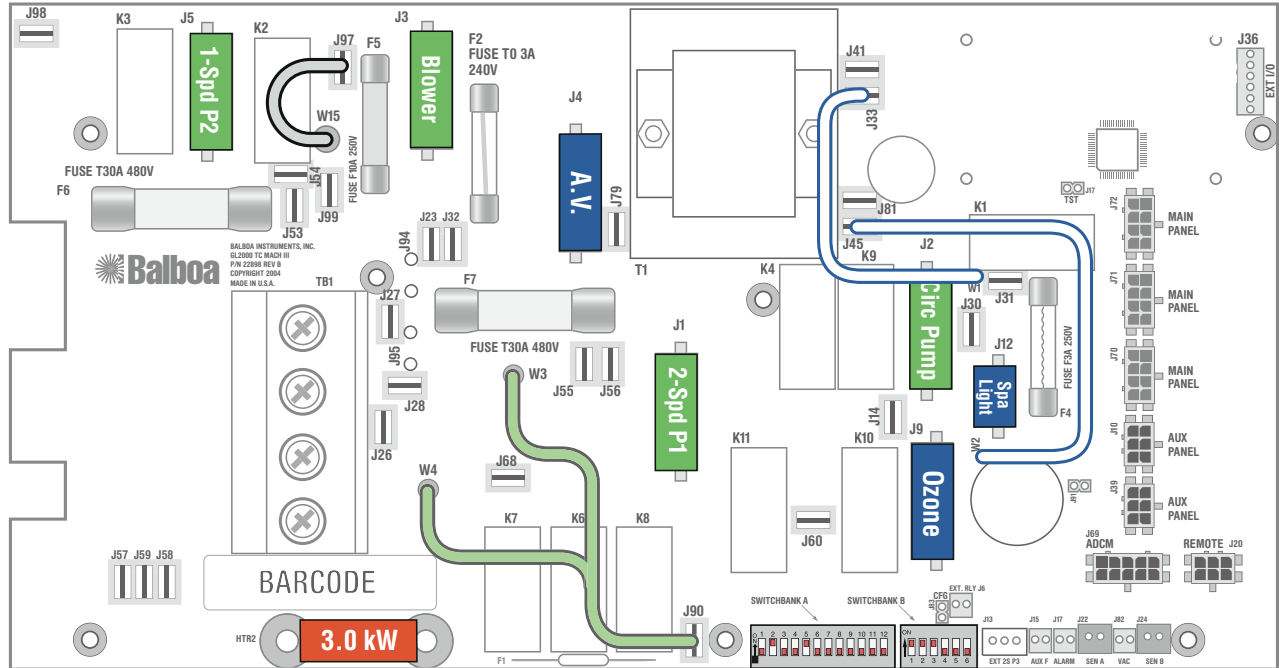 J98
K3
J5
1-Spd P2
K2
J97
F5
J3
Blower
F2
FUSE T0 3A
240V
J4
A.V.
J79
T1
J41
J33
J81
J45
J36
EXT I/O
W15
FUSE F10A 250V
FUSE T30A 480V
F6
J54
J99
J53
J17
TST
K1
J72
MAIN
PANEL
J71
MAIN
PANEL
J70
MAIN
PANEL
J10
AUX
PANEL
J39
AUX
PANEL
Balboa
BALBOA INSTRUMENTS, INC.
GL2000 TC MACH III
P/N 22898 REV B
COPYRIGHT 2004
MADE IN U.S.A.
TB1
J94
J23
J32
F7
FUSE T30A 480V
J27
J95
J28
J26
W3
J55
J56
J1
2-Spd P1
K4
K9
J2
Circ Pump
W1
J31
J30
J12
Spa
Light
FUSE F3A 250V
F4
J14
J9
Ozone
W2
J91
W4
J68
K7
K6
K8
K11
K10
J60
J57
J59
J58
BARCODE
HTR2
3.0 kW
F1
J90
J69
ADCM
REMOTE
J20
SWITCHBANK A
ON
1 2 3 4 5 6 7 8 9 10 11 12
SWITCHBANK B
ON
1 2 3 4 5 6
CFG
J83
EXT. RLY J6
J13
EXT 2S P3
J15
AUX F
J17
ALARM
J22
SEN A
J82
VAC
J24
SEN B